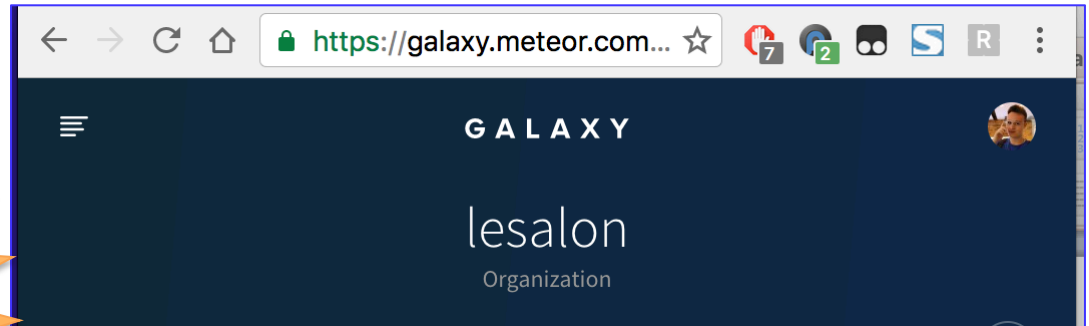 https://galaxy.meteor.com...
7
2
S
R
GALAXY
lesalon
Organization